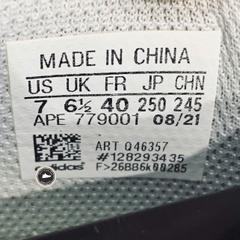 MADE IN CHINA
US UK FR JP CHN
7 6½ 40 250 245
APE 779001 08/21
ART Q46357
#128293435
adidas F>26BB6k00285